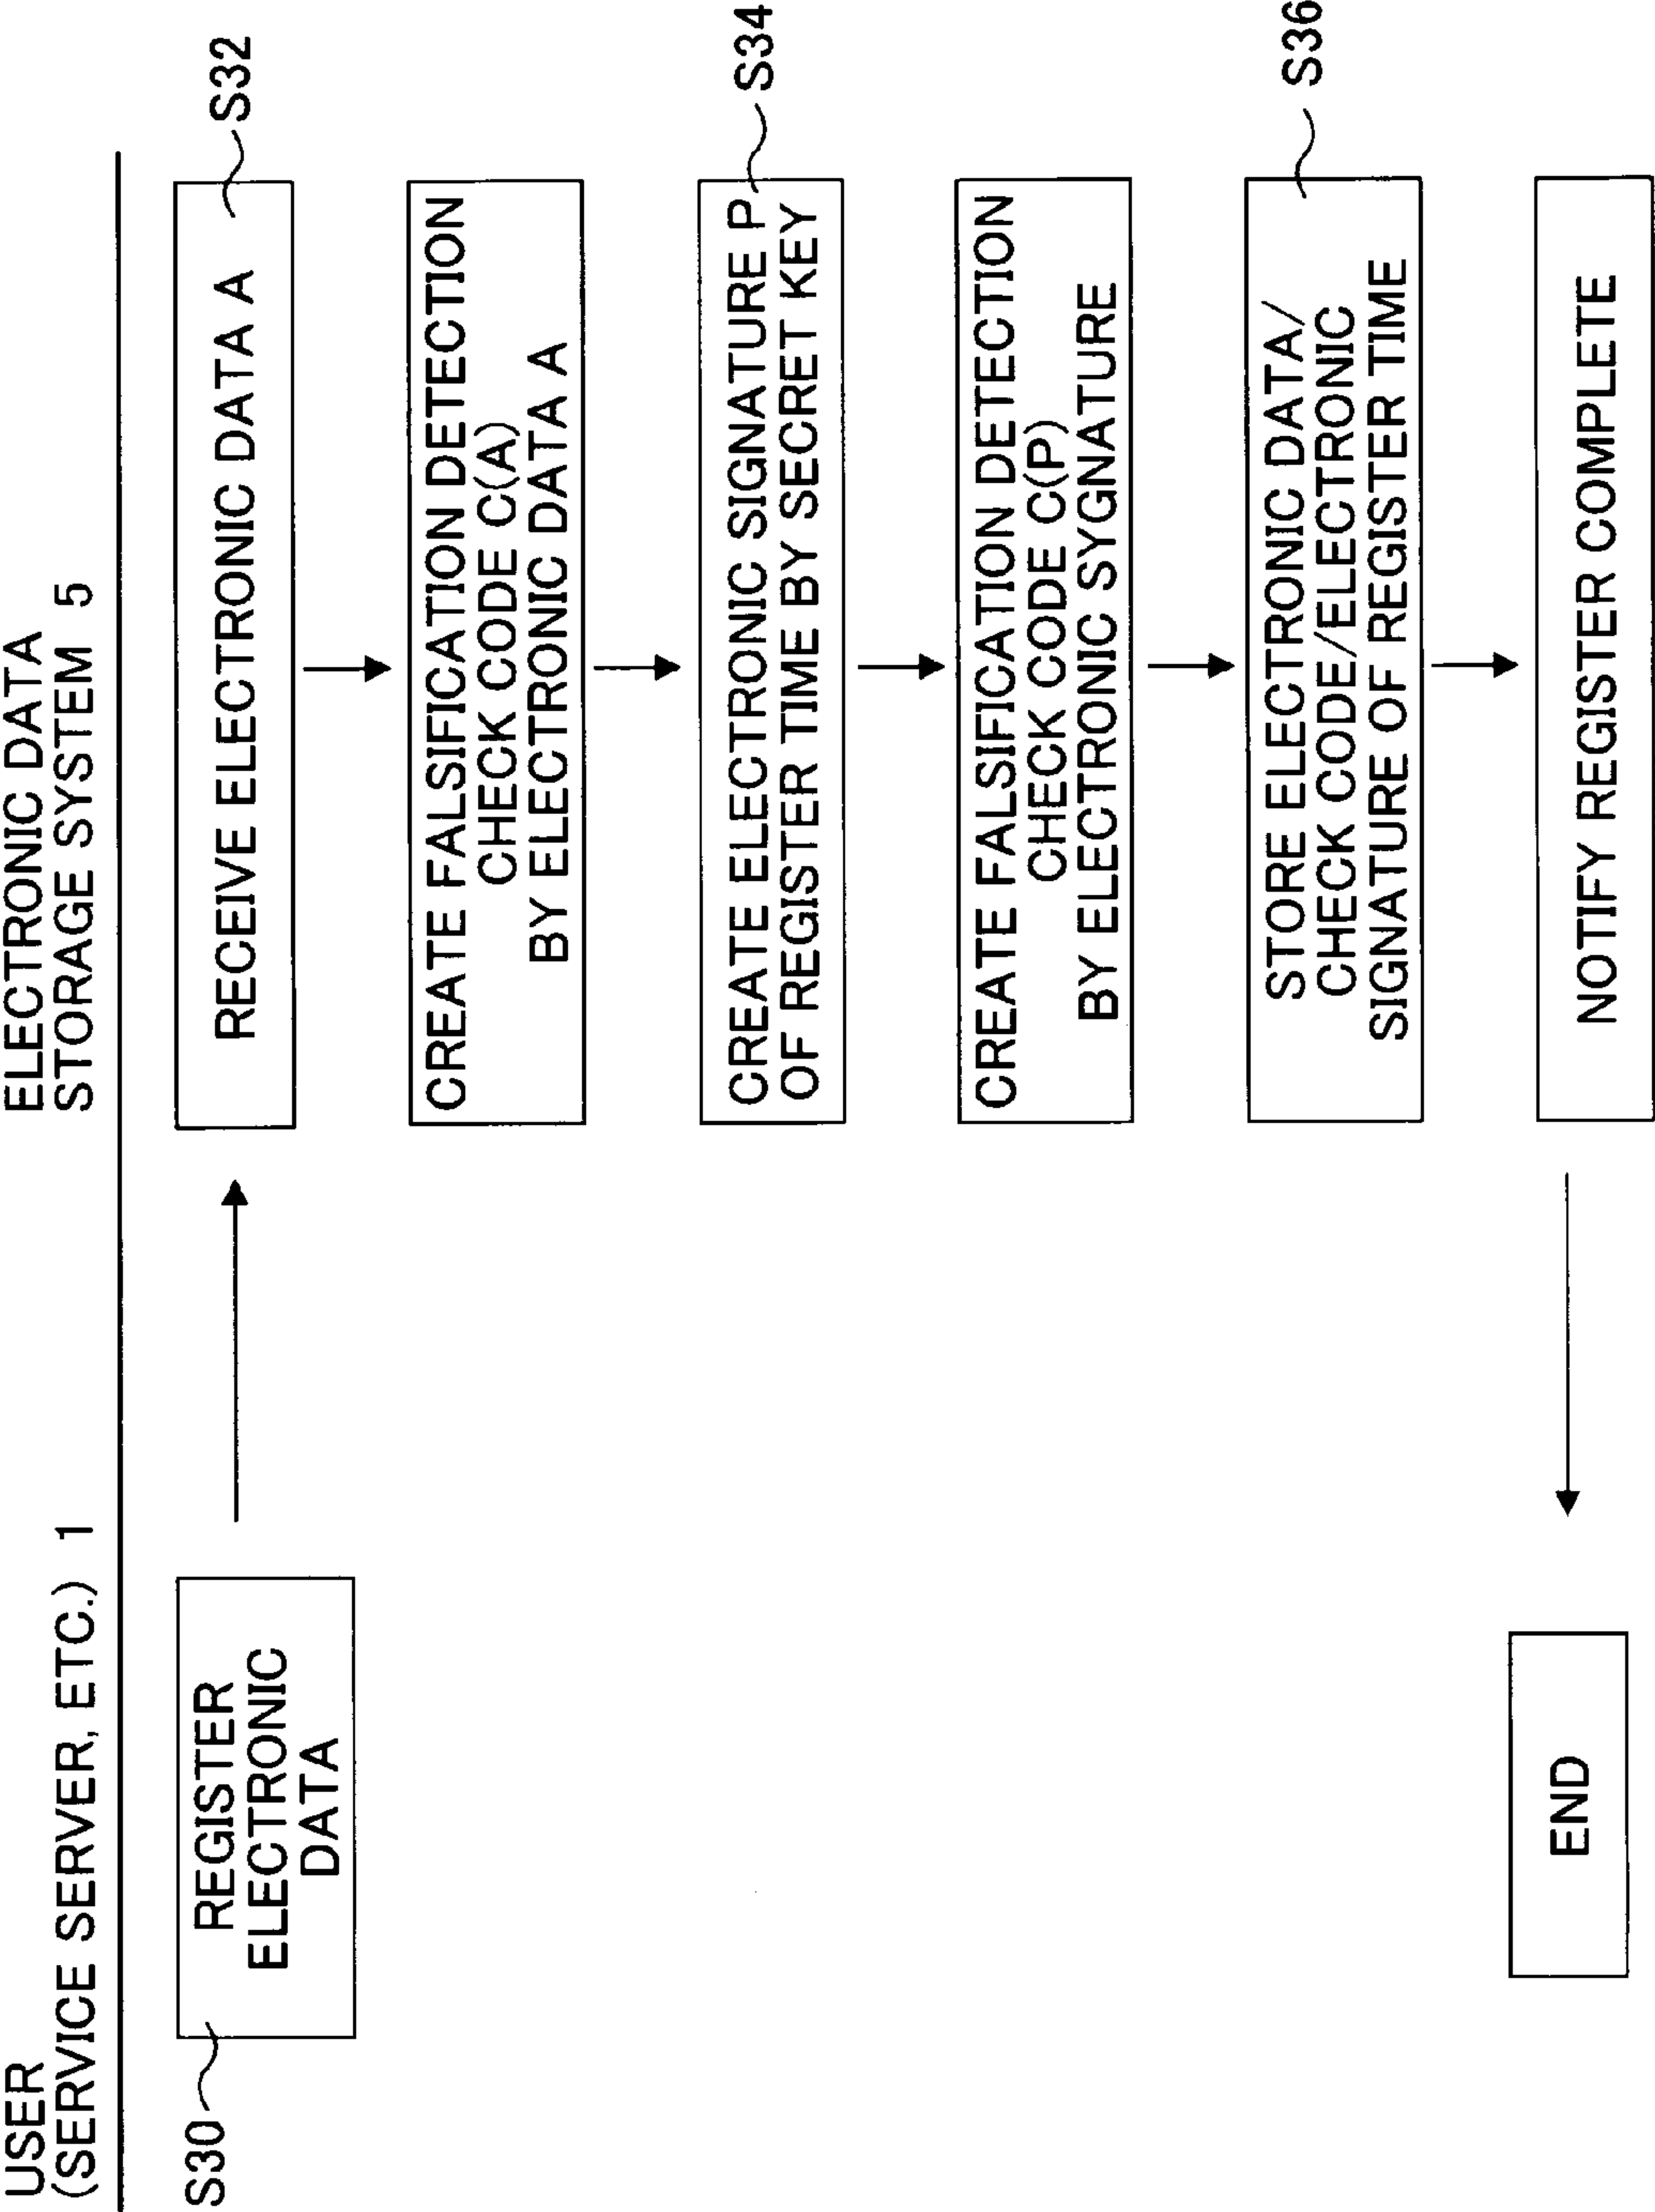 USER
(SERVICE SERVER, ETC.) 1
ELECTRONIC DATA
STORAGE SYSTEM 5
S30
REGISTER
ELECTRONIC
DATA
RECEIVE ELECTRONIC DATA A
S32
CREATE FALSIFICATION DETECTION
CHECK CODE C(A)
BY ELECTRONIC DATA A
CREATE ELECTRONIC SIGNATURE P
OF REGISTER TIME BY SECRET KEY
S34
CREATE FALSIFICATION DETECTION
CHECK CODE C(P)
BY ELECTRONIC SYGNATURE
STORE ELECTRONIC DATA/
CHECK CODE/ELECTRONIC
SIGNATURE OF REGISTER TIME
S36
NOTIFY REGISTER COMPLETE
END